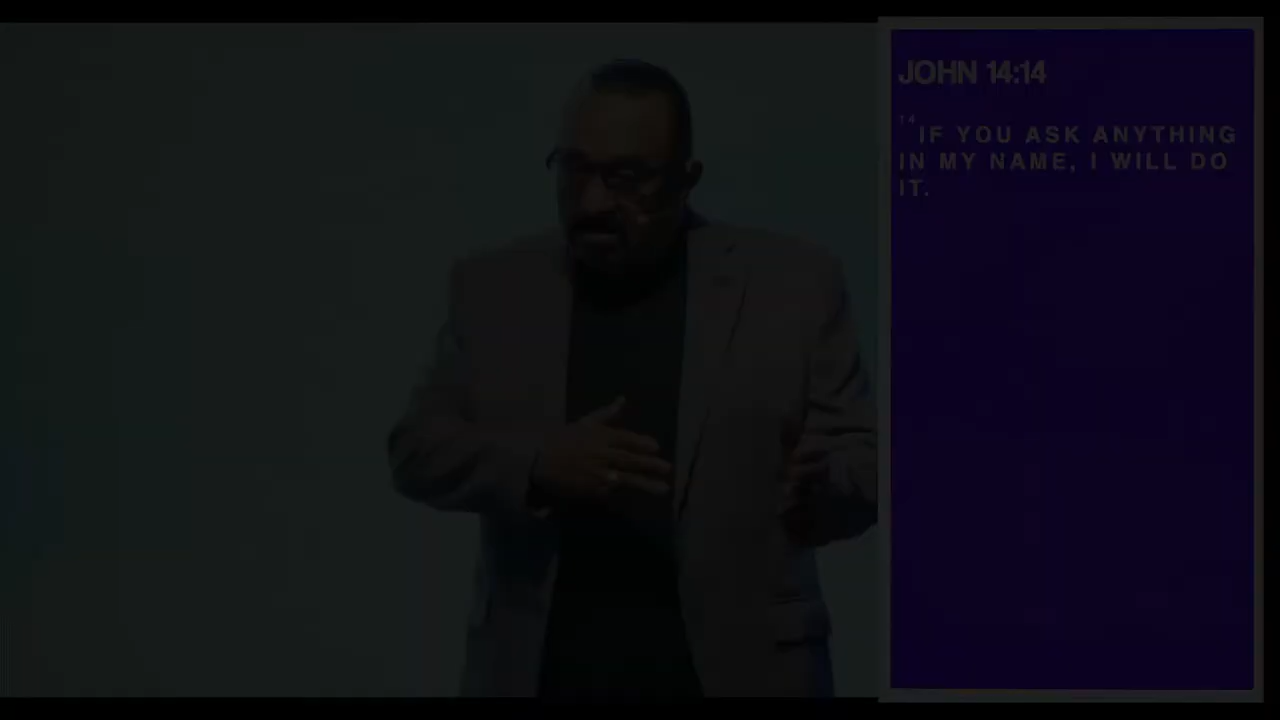 JOHN 14:14
14 IF YOU ASK ANYTHING
IN MY NAME, I WILL DO
IT.